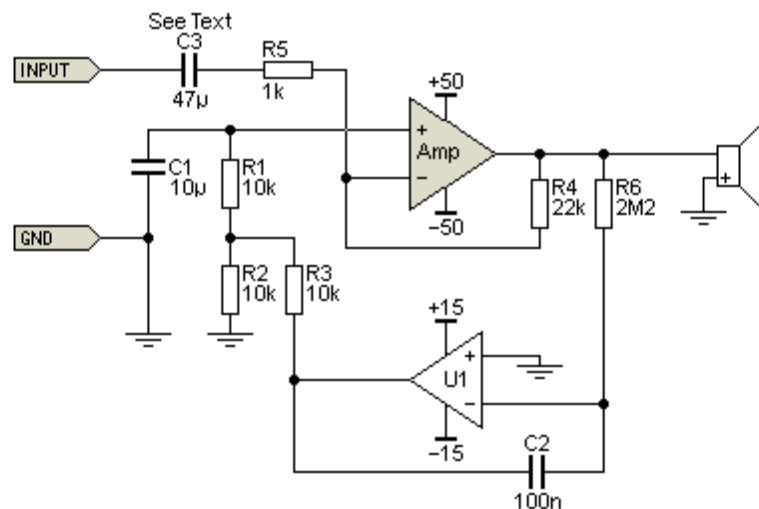 See Text
C3
47µ
R5
1k
INPUT
+50
+
Amp
−
−50
C1
10µ
R1
10k
R4
22k
R6
2M2
+
GND
R2
10k
R3
10k
+15
+
U1
−
−15
C2
100n